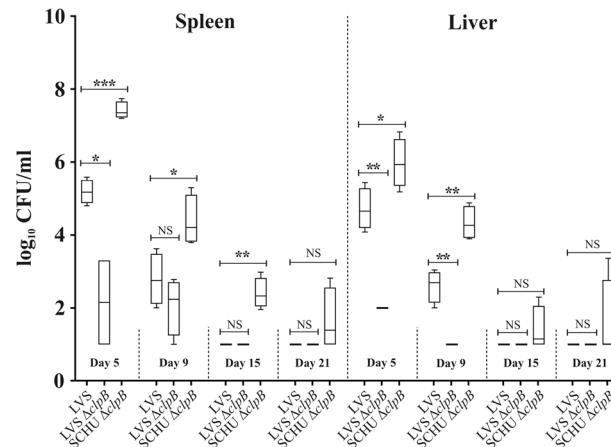 Spleen Liver
log₁₀ CFU/ml
10
8
6
4
2
0
*** * * NS ** NS NS NS * ** ** ** NS NS NS NS
Day 5 Day 9 Day 15 Day 21 Day 5 Day 9 Day 15 Day 21
LVS
LVS ΔclpB
SCHU ΔclpB
LVS
LVS ΔclpB
SCHU ΔclpB
LVS
LVS ΔclpB
SCHU ΔclpB
LVS
LVS ΔclpB
SCHU ΔclpB
LVS
LVS ΔclpB
SCHU ΔclpB
LVS
LVS ΔclpB
SCHU ΔclpB
LVS
LVS ΔclpB
SCHU ΔclpB
LVS
LVS ΔclpB
SCHU ΔclpB